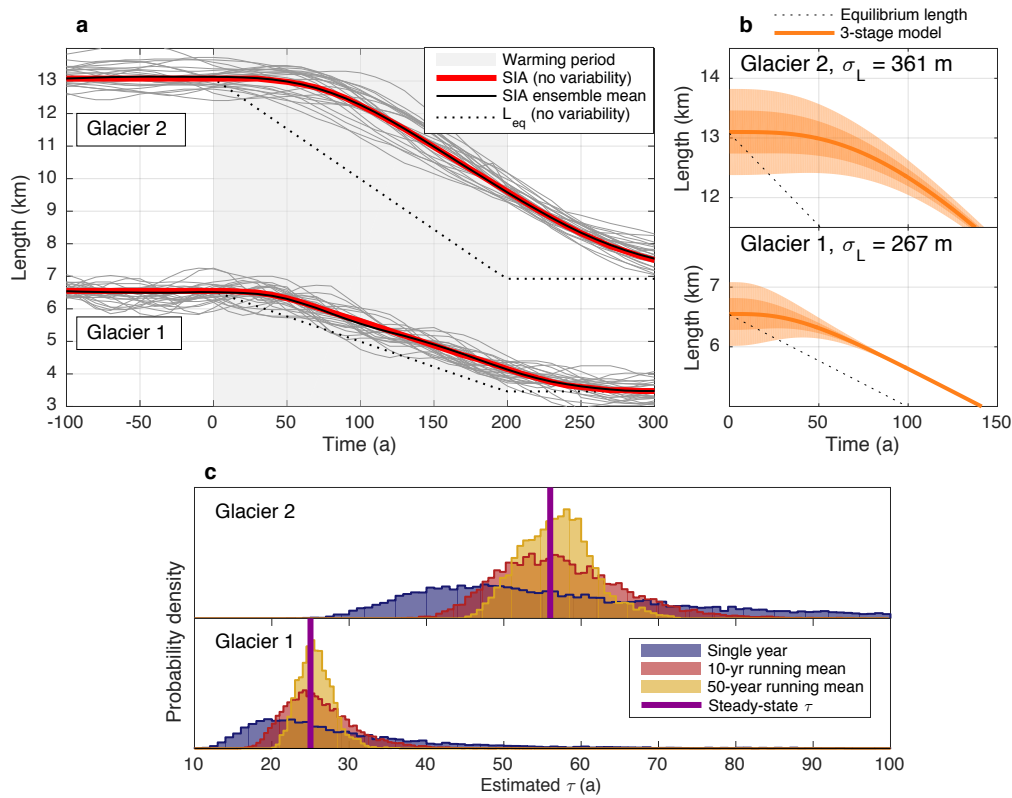 a
14
13
12
11
10
9
8
7
6
5
4
3
Length (km)
Glacier 2
Glacier 1
Warming period
SIA (no variability)
SIA ensemble mean
L_eq (no variability)
-100 -50 0 50 100 150 200 250 300
Time (a)
b
Equilibrium length
3-stage model
Glacier 2, σ_L = 361 m
14
13
12
Length (km)
Glacier 1, σ_L = 267 m
7
6
Length (km)
0 50 100 150
Time (a)
c
Glacier 2
Glacier 1
Probability density
Single year
10-yr running mean
50-year running mean
Steady-state τ
10 20 30 40 50 60 70 80 90 100
Estimated τ (a)